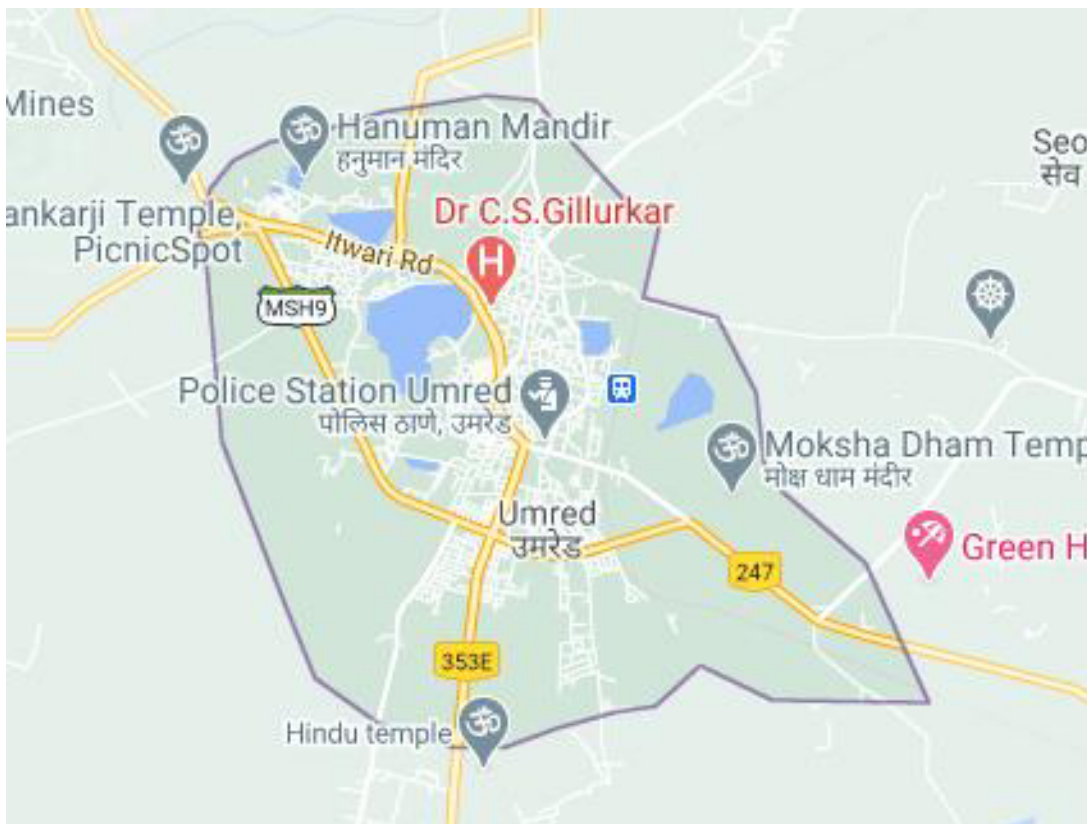 Mines
Hanuman Mandir
हनुमान मंदिर
Seo
सेव
ankarji Temple,
PicnicSpot
Dr C.S.Gillurkar
Itwari Rd
H
MSH9
Police Station Umred
पोलिस ठाणे, उमरेड
Moksha Dham Temp
मोक्ष धाम मंदीर
Umred
उमरेड
Green H
247
353E
Hindu temple